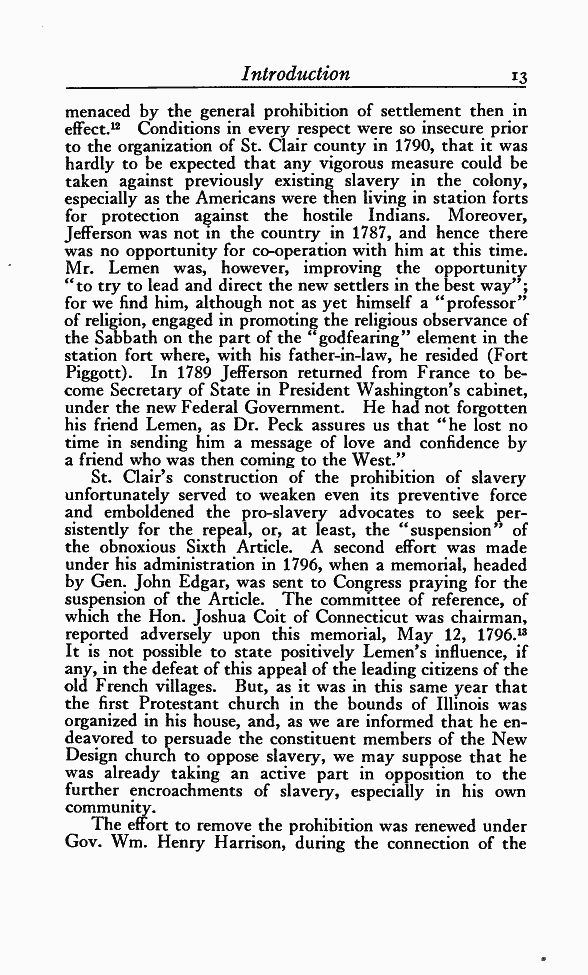 Introduction 13
menaced by the general prohibition of settlement then in
effect.¹² Conditions in every respect were so insecure prior
to the organization of St. Clair county in 1790, that it was
hardly to be expected that any vigorous measure could be
taken against previously existing slavery in the colony,
especially as the Americans were then living in station forts
for protection against the hostile Indians. Moreover,
Jefferson was not in the country in 1787, and hence there
was no opportunity for co-operation with him at this time.
Mr. Lemen was, however, improving the opportunity
“to try to lead and direct the new settlers in the best way”;
for we find him, although not as yet himself a “professor”
of religion, engaged in promoting the religious observance of
the Sabbath on the part of the “godfearing” element in the
station fort where, with his father-in-law, he resided (Fort
Piggott). In 1789 Jefferson returned from France to be-
come Secretary of State in President Washington's cabinet,
under the new Federal Government. He had not forgotten
his friend Lemen, as Dr. Peck assures us that “he lost no
time in sending him a message of love and confidence by
a friend who was then coming to the West.”
St. Clair's construction of the prohibition of slavery
unfortunately served to weaken even its preventive force
and emboldened the pro-slavery advocates to seek per-
sistently for the repeal, or, at least, the “suspension” of
the obnoxious Sixth Article. A second effort was made
under his administration in 1796, when a memorial, headed
by Gen. John Edgar, was sent to Congress praying for the
suspension of the Article. The committee of reference, of
which the Hon. Joshua Coit of Connecticut was chairman,
reported adversely upon this memorial, May 12, 1796.¹³
It is not possible to state positively Lemen's influence, if
any, in the defeat of this appeal of the leading citizens of the
old French villages. But, as it was in this same year that
the first Protestant church in the bounds of Illinois was
organized in his house, and, as we are informed that he en-
deavored to persuade the constituent members of the New
Design church to oppose slavery, we may suppose that he
was already taking an active part in opposition to the
further encroachments of slavery, especially in his own
community.
The effort to remove the prohibition was renewed under
Gov. Wm. Henry Harrison, during the connection of the